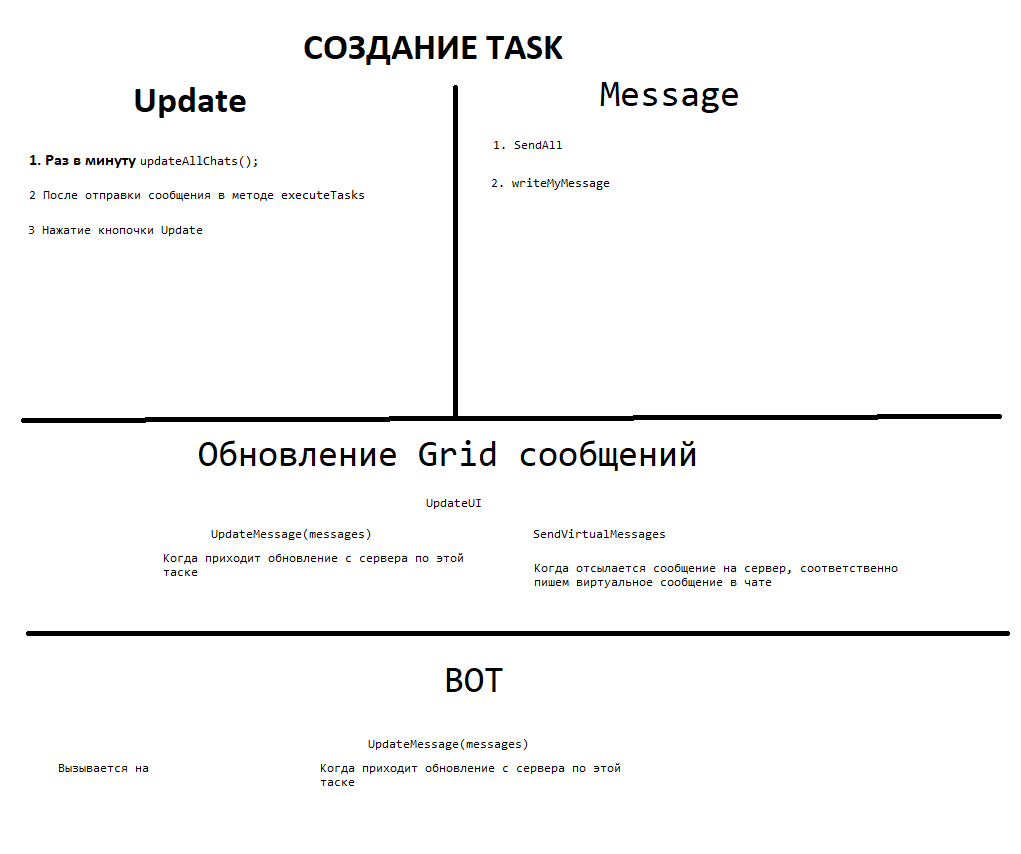 СОЗДАНИЕ TASK
Update
1. Раз в минуту updateAllChats();
2 После отправки сообщения в методе executeTasks
3 Нажатие кнопочки Update
Message
1. SendAll
2. writeMyMessage
Обновление Grid сообщений
UpdateUI
UpdateMessage(messages)
Когда приходит обновление с сервера по этой
таске
SendVirtualMessages
Когда отсылается сообщение на сервер, соответственно
пишем виртуальное сообщение в чате
BOT
UpdateMessage(messages)
Вызывается на
Когда приходит обновление с сервера по этой
таске